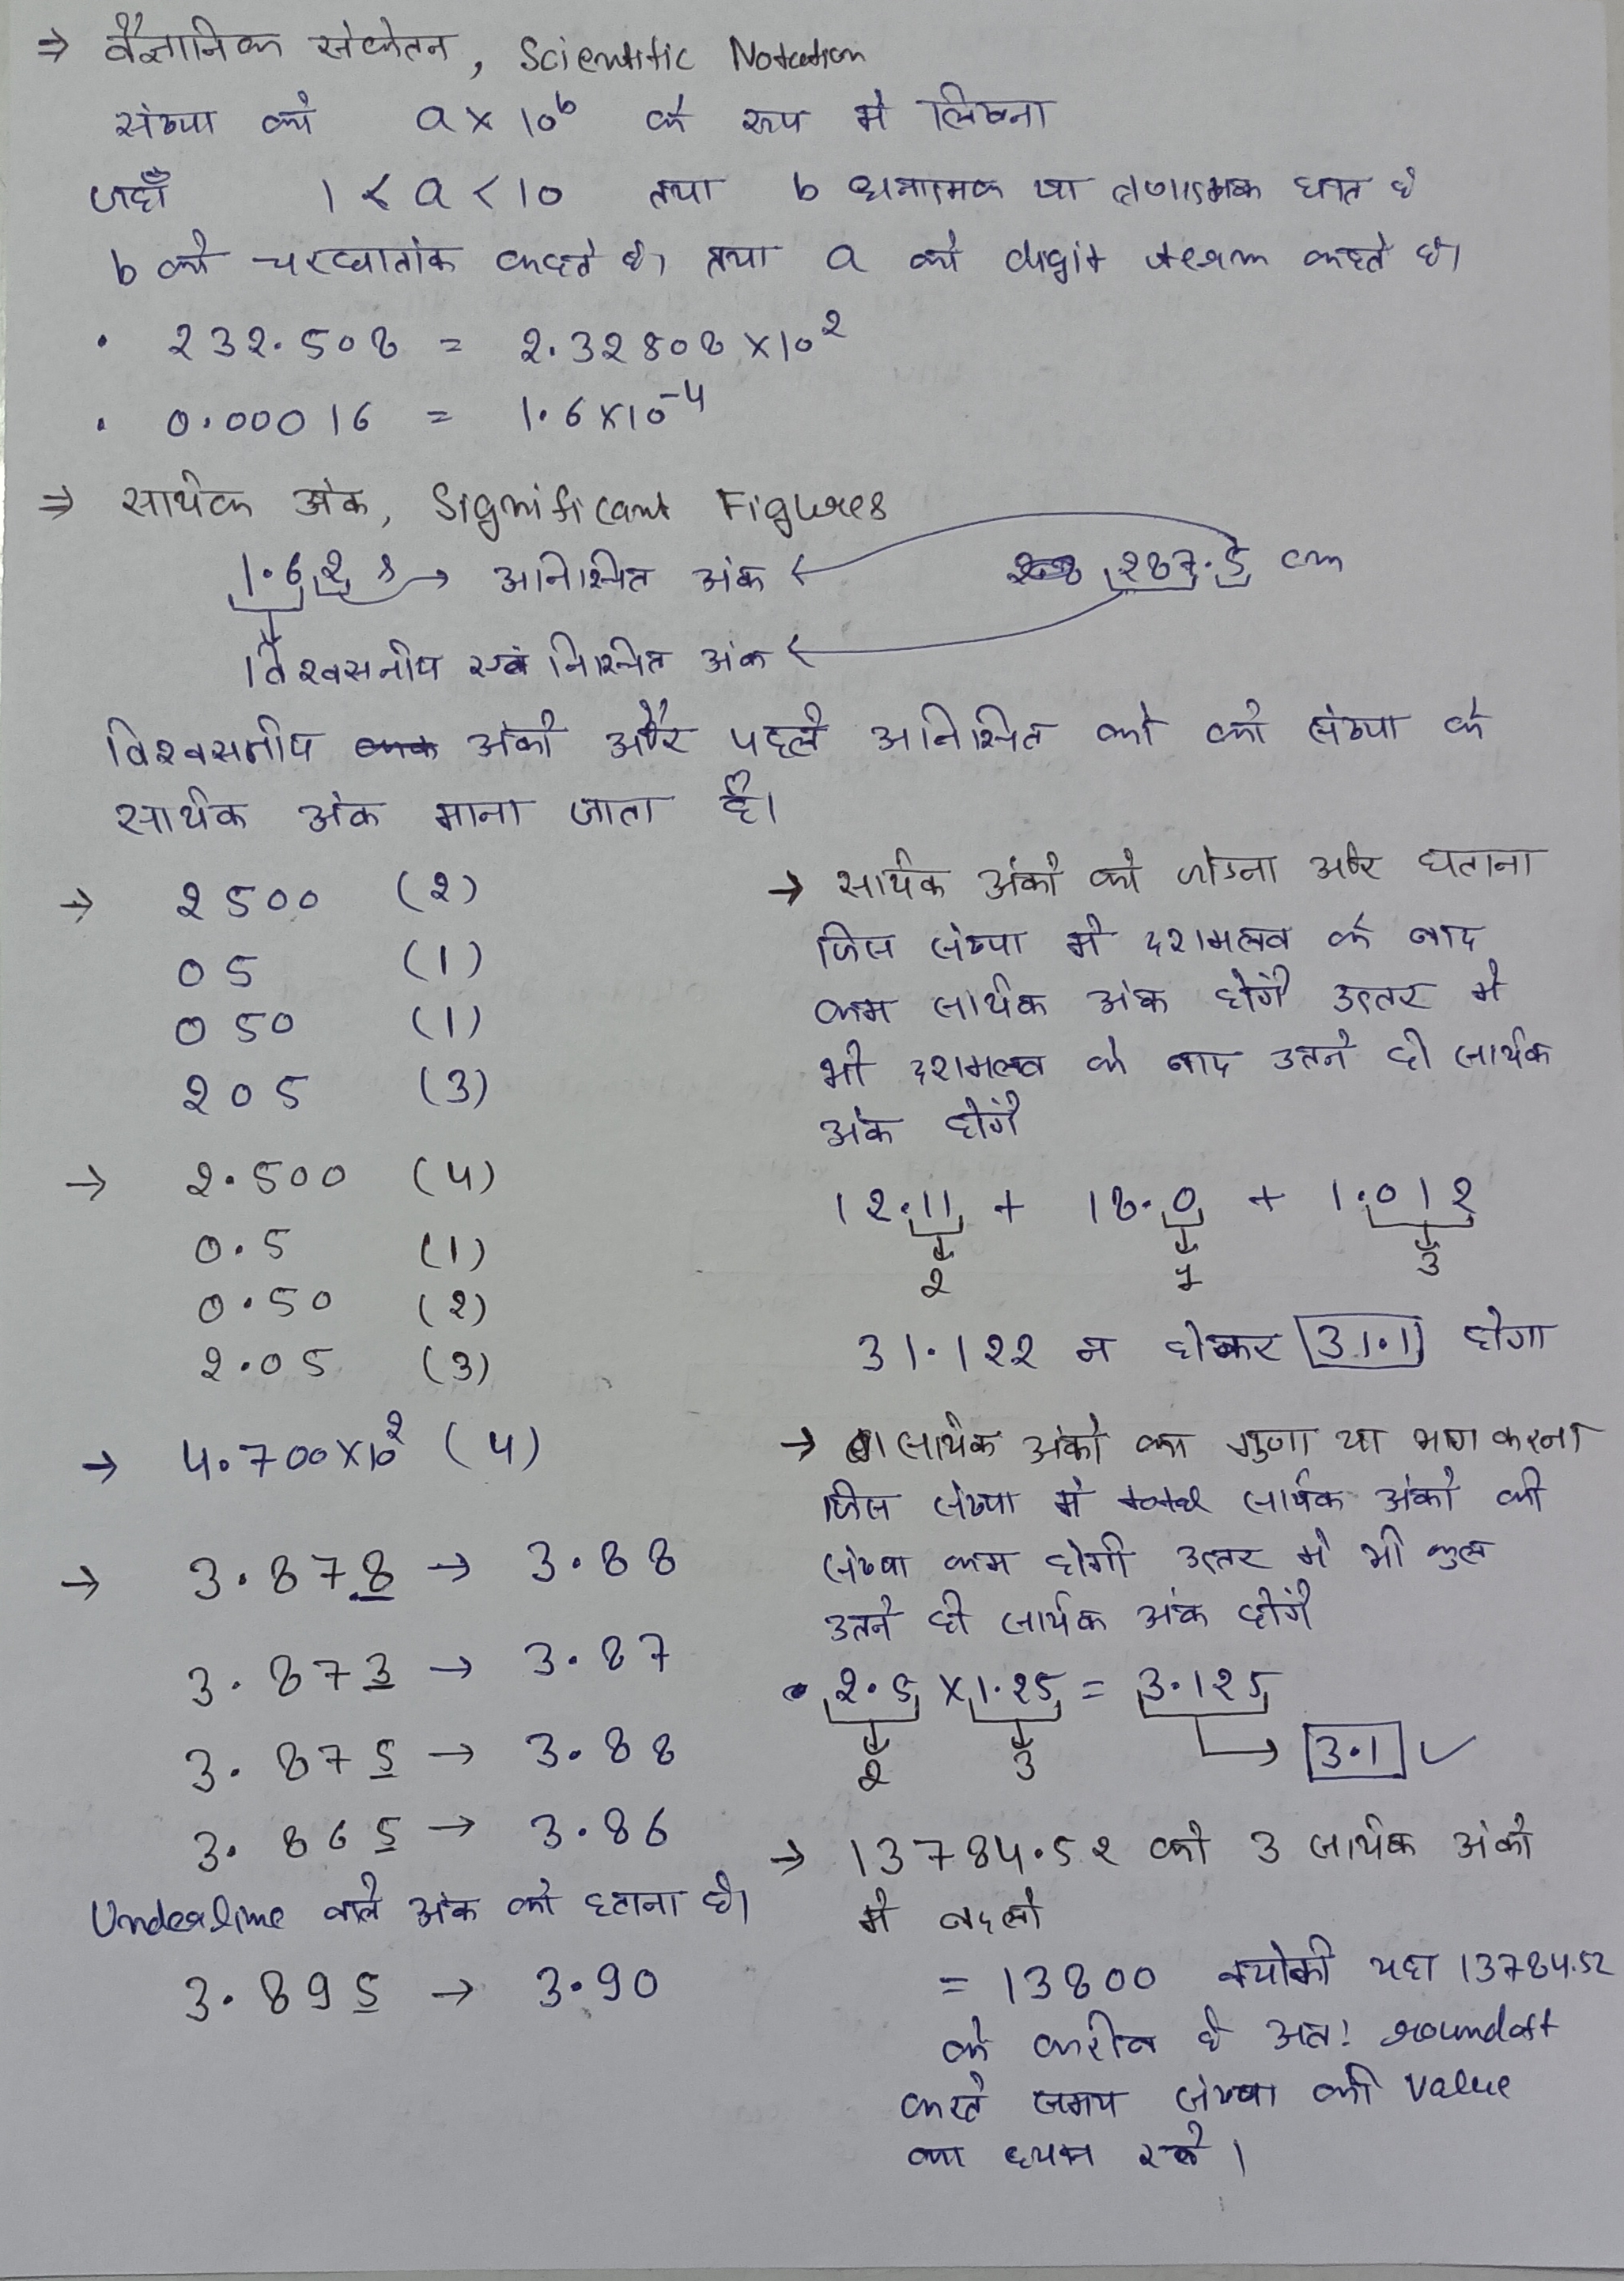 ⇒ वैज्ञानिक संकेतन, Scientific Notation
संख्या को a × 10^b के रूप में लिखना
जहाँ 1 < a < 10 तथा b धनात्मक या ऋणात्मक घात है
b को चरघातांक कहते है। तथा a को digit team कहते है।
• 232.508 = 2.32508 × 10^2
• 0.00016 = 1.6 × 10^-4
⇒ सार्थक अंक, Significant Figures
1.62 s → अनिश्चित अंक ← 287.5 cm
विश्वसनीय एवं निश्चित अंक ←
विश्वसनीय अंको और पहले अनिश्चित को को संख्या के
सार्थक अंक माना जाता है।
→ 2500 (2)
05 (1)
050 (1)
205 (3)
→ 2.500 (4)
0.5 (1)
0.50 (2)
2.05 (3)
→ 4.700×10^2 (4)
→ 3.878 → 3.88
3.873 → 3.87
3.875 → 3.88
3.865 → 3.86
Underline वाले अंक को हटाना है।
3.895 → 3.90
→ सार्थक अंको को जोडना और घटाना
जिस संख्या में दशमलव के बाद
कम सार्थक अंक होगें उत्तर में
भी दशमलव के बाद उतने ही सार्थक
अंक होगें
12.11 + 18.0 + 1.012
2 1 3
31.122 न होकर 31.1 होगा
→ सार्थक अंको का गुणा या भाग करना
जिस संख्या में total सार्थक अंको की
संख्या कम होगी उत्तर में भी कुल
उतने ही सार्थक अंक होगें
• 2.5 × 1.25 = 3.125
2 3 → 3.1 ✓
→ 13784.52 को 3 सार्थक अंको
में बदलो
= 13800 क्योकी यहा 13784.52
के करीब है अतः roundoff
करते समय संख्या की value
का ध्यान रखे।